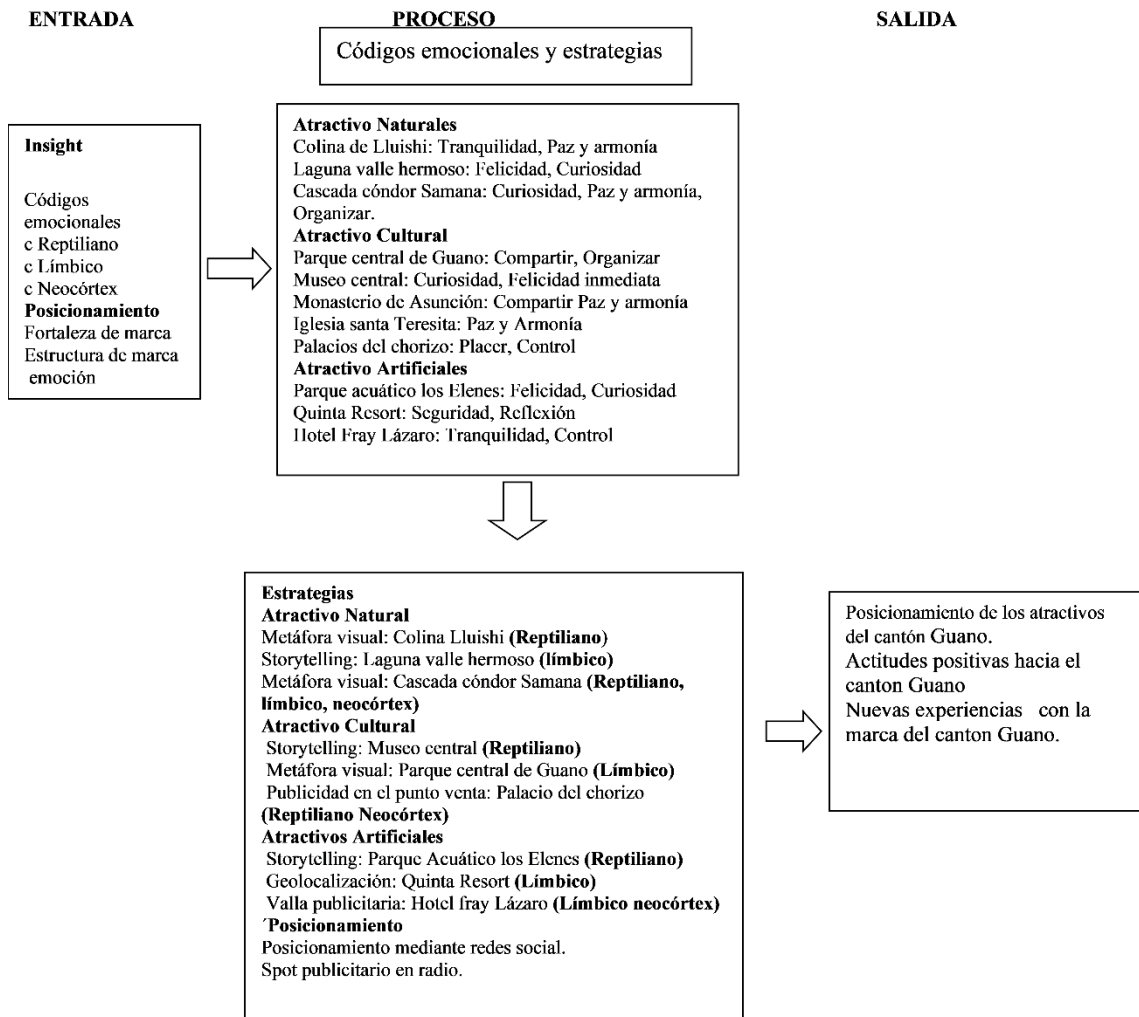 ENTRADA
PROCESO
SALIDA
Códigos emocionales y estrategias
Insight
Códigos
emocionales
c Reptiliano
c Límbico
c Neocórtex
Posicionamiento
Fortaleza de marca
Estructura de marca
emoción
Atractivo Naturales
Colina de Lluishi: Tranquilidad, Paz y armonía
Laguna valle hermoso: Felicidad, Curiosidad
Cascada cóndor Samana: Curiosidad, Paz y armonía,
Organizar.
Atractivo Cultural
Parque central de Guano: Compartir, Organizar
Museo central: Curiosidad, Felicidad inmediata
Monasterio de Asunción: Compartir Paz y armonía
Iglesia santa Teresita: Paz y Armonía
Palacios del chorizo: Placer, Control
Atractivo Artificiales
Parque acuático los Elenes: Felicidad, Curiosidad
Quinta Resort: Seguridad, Reflexión
Hotel Fray Lázaro: Tranquilidad, Control
Estrategias
Atractivo Natural
Metáfora visual: Colina Lluishi (Reptiliano)
Storytelling: Laguna valle hermoso (límbico)
Metáfora visual: Cascada cóndor Samana (Reptiliano,
límbico, neocórtex)
Atractivo Cultural
Storytelling: Museo central (Reptiliano)
Metáfora visual: Parque central de Guano (Límbico)
Publicidad en el punto venta: Palacio del chorizo
(Reptiliano Neocórtex)
Atractivos Artificiales
Storytelling: Parque Acuático los Elenes (Reptiliano)
Geolocalización: Quinta Resort (Límbico)
Valla publicitaria: Hotel fray Lázaro (Límbico neocórtex)
´Posicionamiento
Posicionamiento mediante redes social.
Spot publicitario en radio.
Posicionamiento de los atractivos
del cantón Guano.
Actitudes positivas hacia el
canton Guano
Nuevas experiencias con la
marca del canton Guano.